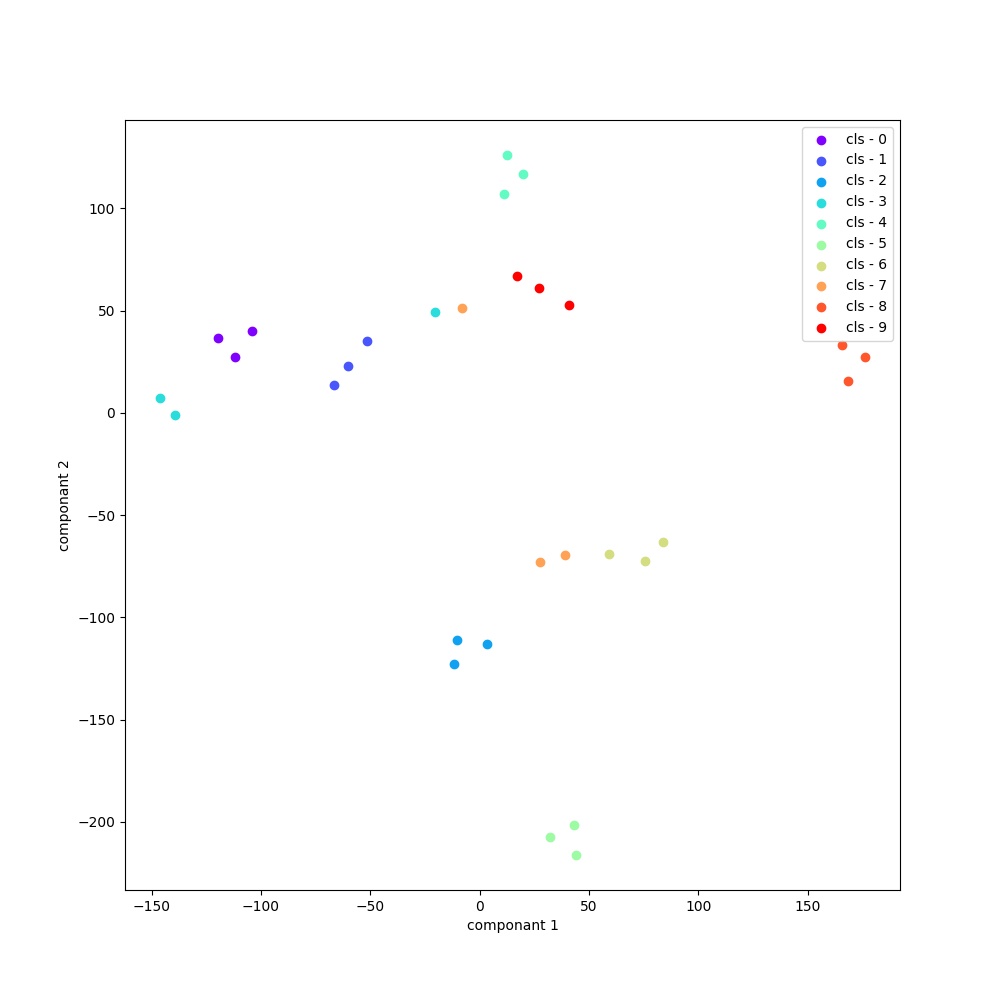 cls - 0
cls - 1
cls - 2
cls - 3
cls - 4
cls - 5
cls - 6
cls - 7
cls - 8
cls - 9
100
50
0
−50
−100
−150
−200
componant 2
−150 −100 −50 0 50 100 150
componant 1